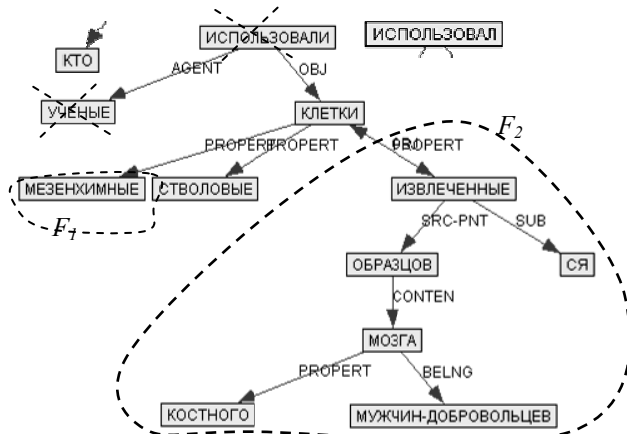 ИСПОЛЬЗОВАЛИ
ИСПОЛЬЗОВАЛ
КТО
AGENT
OBJ
УЧЕНЫЕ
КЛЕТКИ
F2
PROPERT
PROPERT
PROPERT
МЕЗЕНХИМНЫЕ
СТВОЛОВЫЕ
ИЗВЛЕЧЕННЫЕ
F1
SRC-PNT
SUB
ОБРАЗЦОВ
СЯ
CONTEN
МОЗГА
PROPERT
BELNG
КОСТНОГО
МУЖЧИН-ДОБРОВОЛЬЦЕВ